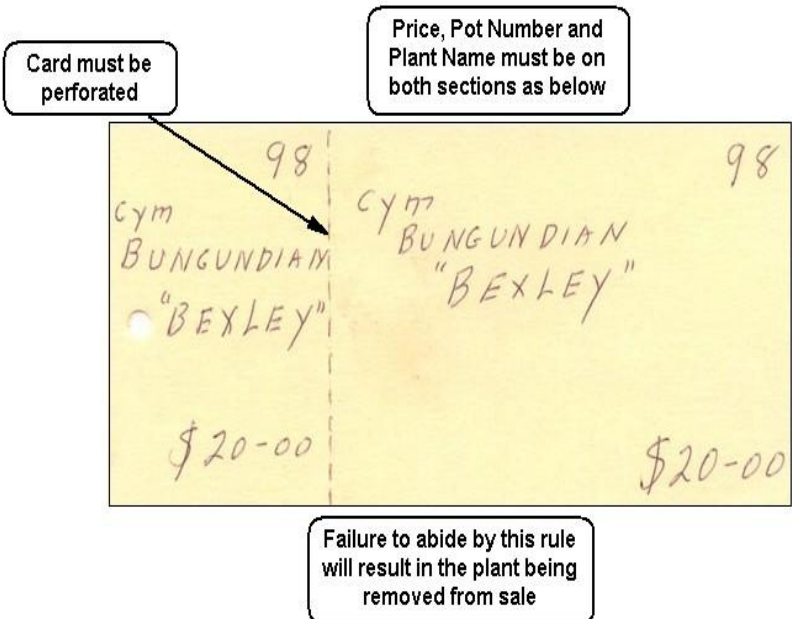 Card must be
perforated
Price, Pot Number and
Plant Name must be on
both sections as below
98
Cym
BUNGUNDIAN
"BEXLEY"
$20-00
98
Cym
BUNGUNDIAN
"BEXLEY"
$20-00
Failure to abide by this rule
will result in the plant being
removed from sale